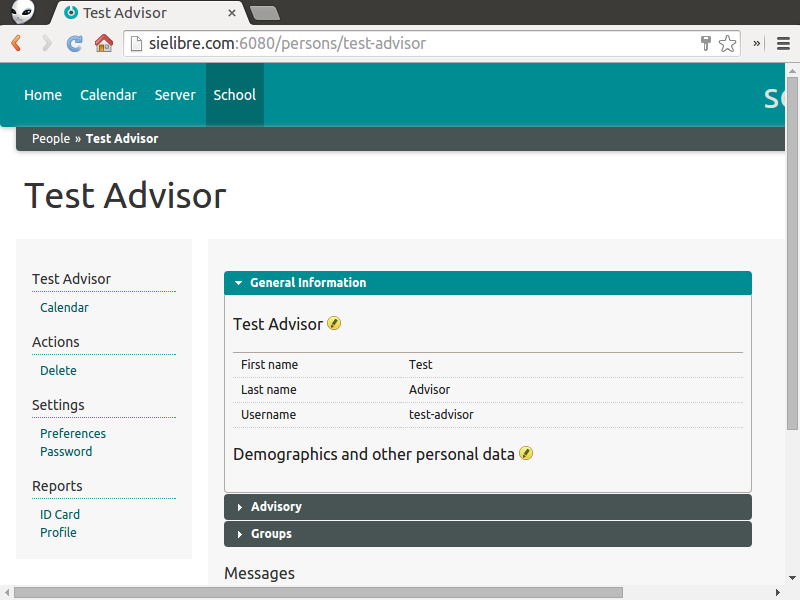 Test Advisor
sielibre.com:6080/persons/test-advisor
Home Calendar Server School
People » Test Advisor
Test Advisor
Test Advisor
Calendar
Actions
Delete
Settings
Preferences
Password
Reports
ID Card
Profile
General Information
Test Advisor
First name Test
Last name Advisor
Username test-advisor
Demographics and other personal data
Advisory
Groups
Messages